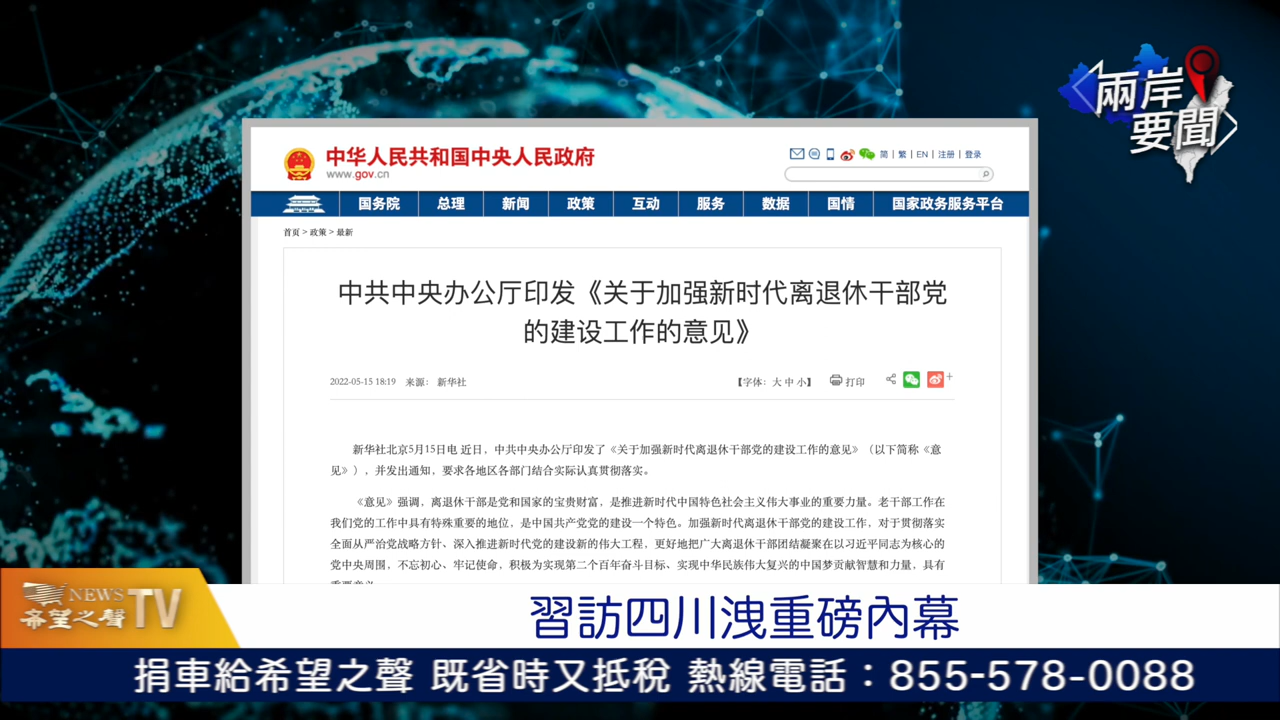 兩岸
要聞
中华人民共和国中央人民政府
www.gov.cn
简 | 繁 | EN | 注册 | 登录
国务院 总理 新闻 政策 互动 服务 数据 国情 国家政务服务平台
首页 > 政策 > 最新
中共中央办公厅印发《关于加强新时代离退休干部党
的建设工作的意见》
2022-05-15 18:19 来源： 新华社 【字体：大 中 小】 打印 +
新华社北京5月15日电 近日，中共中央办公厅印发了《关于加强新时代离退休干部党的建设工作的意见》（以下简称《意
见》），并发出通知，要求各地区各部门结合实际认真贯彻落实。
《意见》强调，离退休干部是党和国家的宝贵财富，是推进新时代中国特色社会主义伟大事业的重要力量。老干部工作在
我们党的工作中具有特殊重要的地位，是中国共产党党的建设一个特色。加强新时代离退休干部党的建设工作，对于贯彻落实
全面从严治党战略方针、深入推进新时代党的建设新的伟大工程，更好地把广大离退休干部团结凝聚在以习近平同志为核心的
党中央周围，不忘初心、牢记使命，积极为实现第二个百年奋斗目标、实现中华民族伟大复兴的中国梦贡献智慧和力量，具有
NEWS
希望之聲 TV
習訪四川洩重磅內幕
捐車給希望之聲 既省時又抵稅 熱線電話：855-578-0088